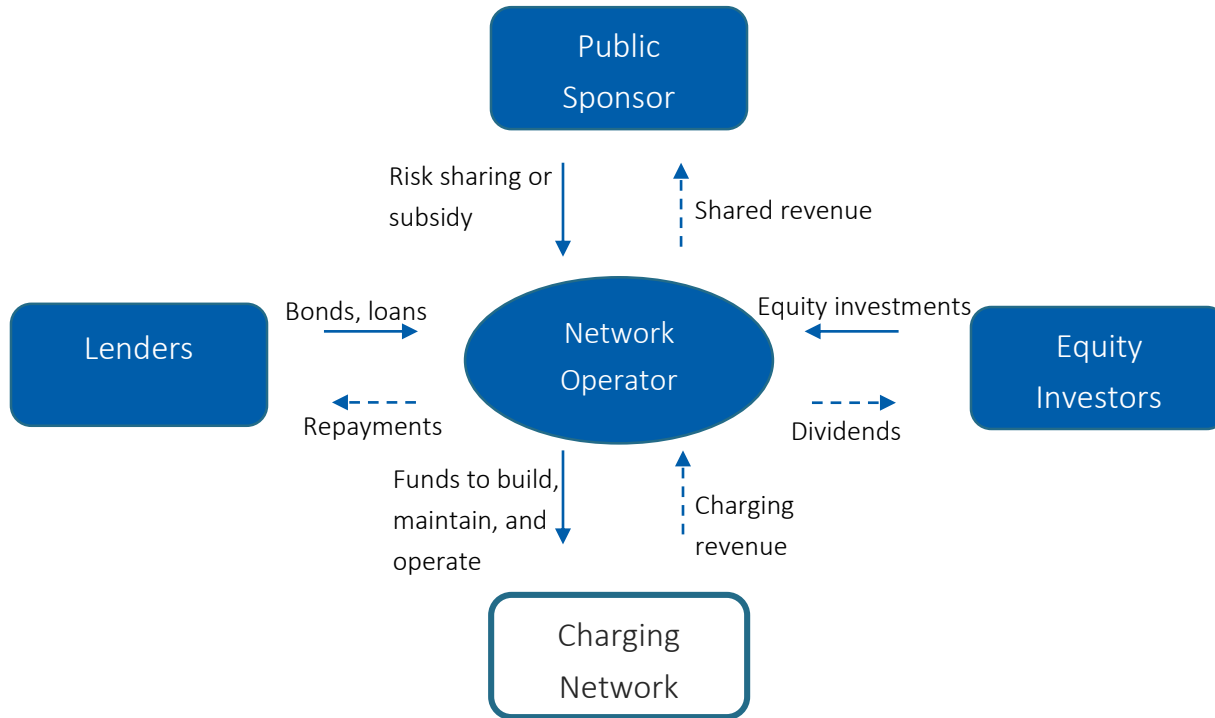 Public
Sponsor
Risk sharing or
subsidy
Shared revenue
Bonds, loans
Equity investments
Lenders
Network
Operator
Equity
Investors
Repayments
Dividends
Funds to build,
maintain, and
operate
Charging
revenue
Charging
Network